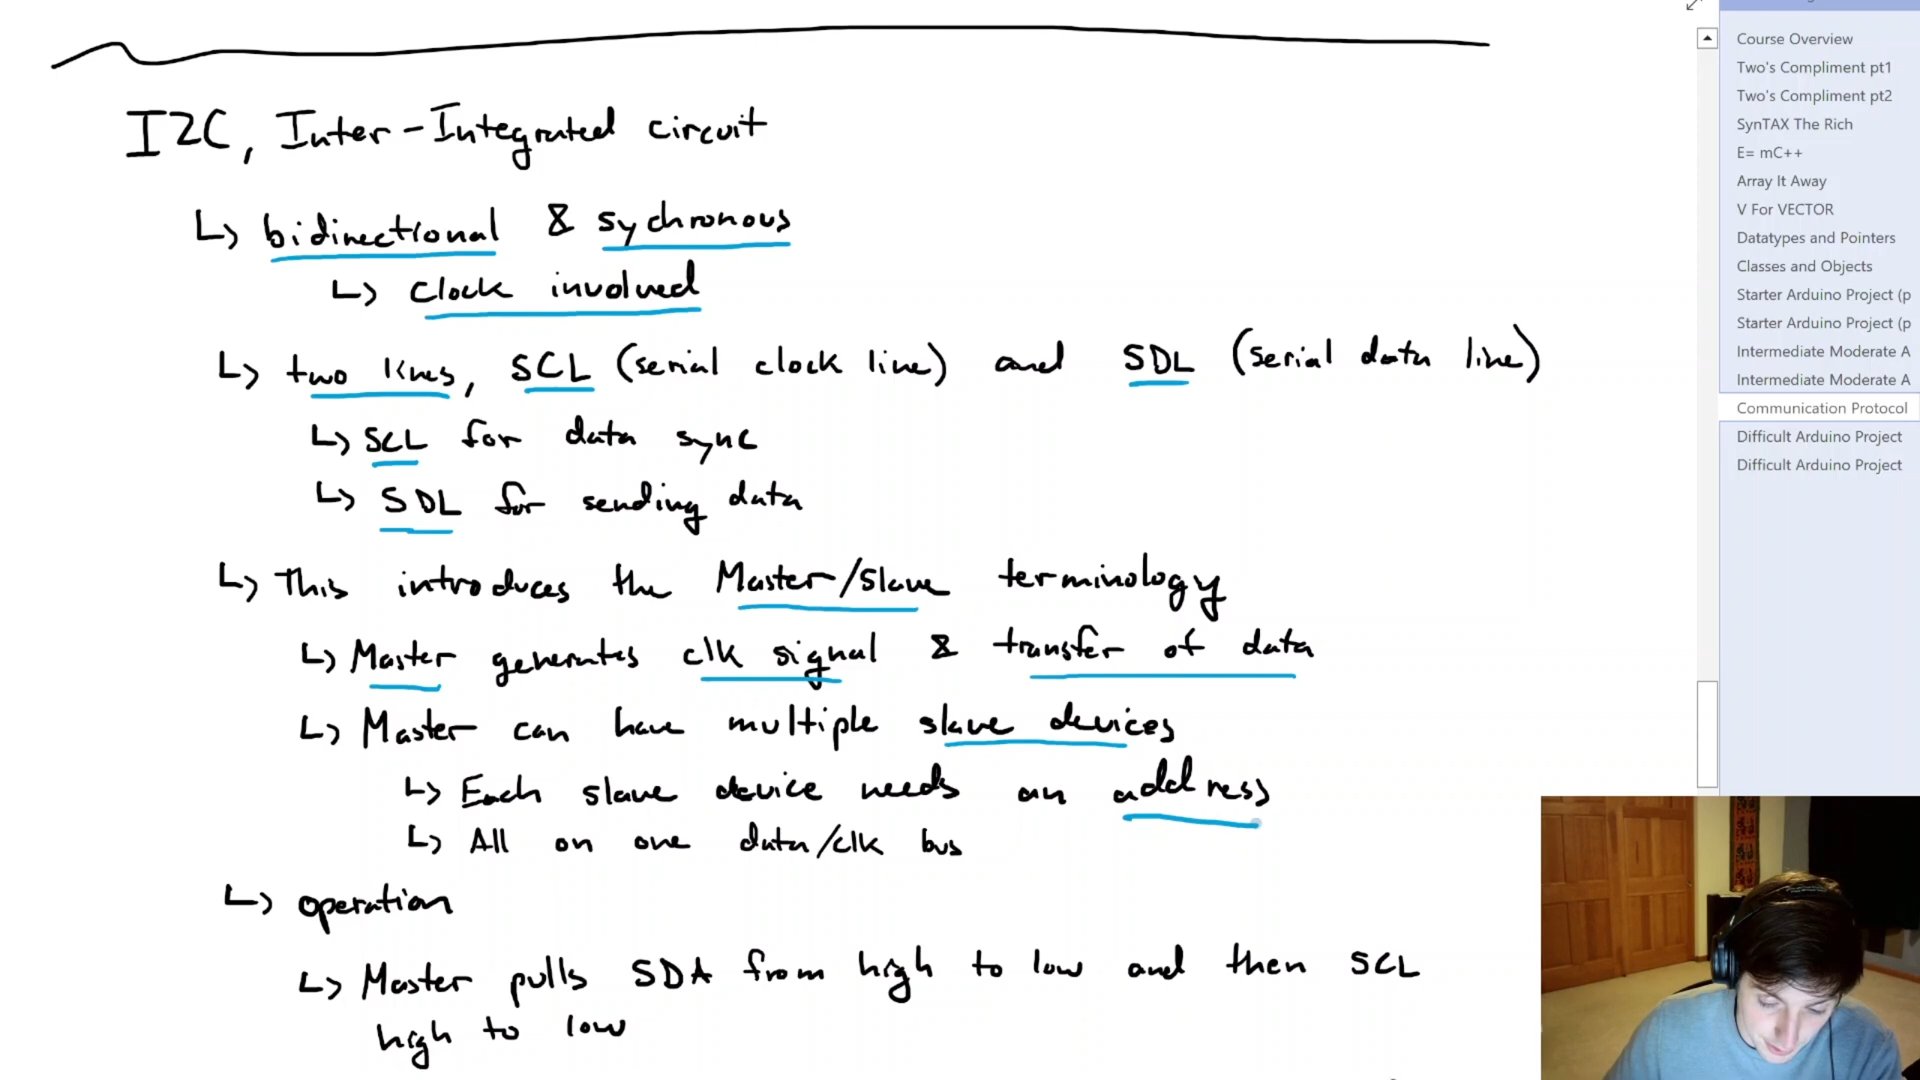 I2C, Inter-Integrated circuit
↳ bidirectional & sychronous
↳ clock involved
↳ two lines, SCL (serial clock line) and SDL (serial data line)
↳ SCL for data sync
↳ SDL for sending data
↳ This introduces the Master/Slave terminology
↳ Master generates clk signal & transfer of data
↳ Master can have multiple slave devices
↳ Each slave device needs an address
↳ All on one data/clk bus
↳ operation
↳ Master pulls SDA from high to low and then SCL
high to low
Course Overview
Two's Compliment pt1
Two's Compliment pt2
SynTAX The Rich
E= mC++
Array It Away
V For VECTOR
Datatypes and Pointers
Classes and Objects
Starter Arduino Project (p
Starter Arduino Project (p
Intermediate Moderate A
Intermediate Moderate A
Communication Protocol
Difficult Arduino Project
Difficult Arduino Project